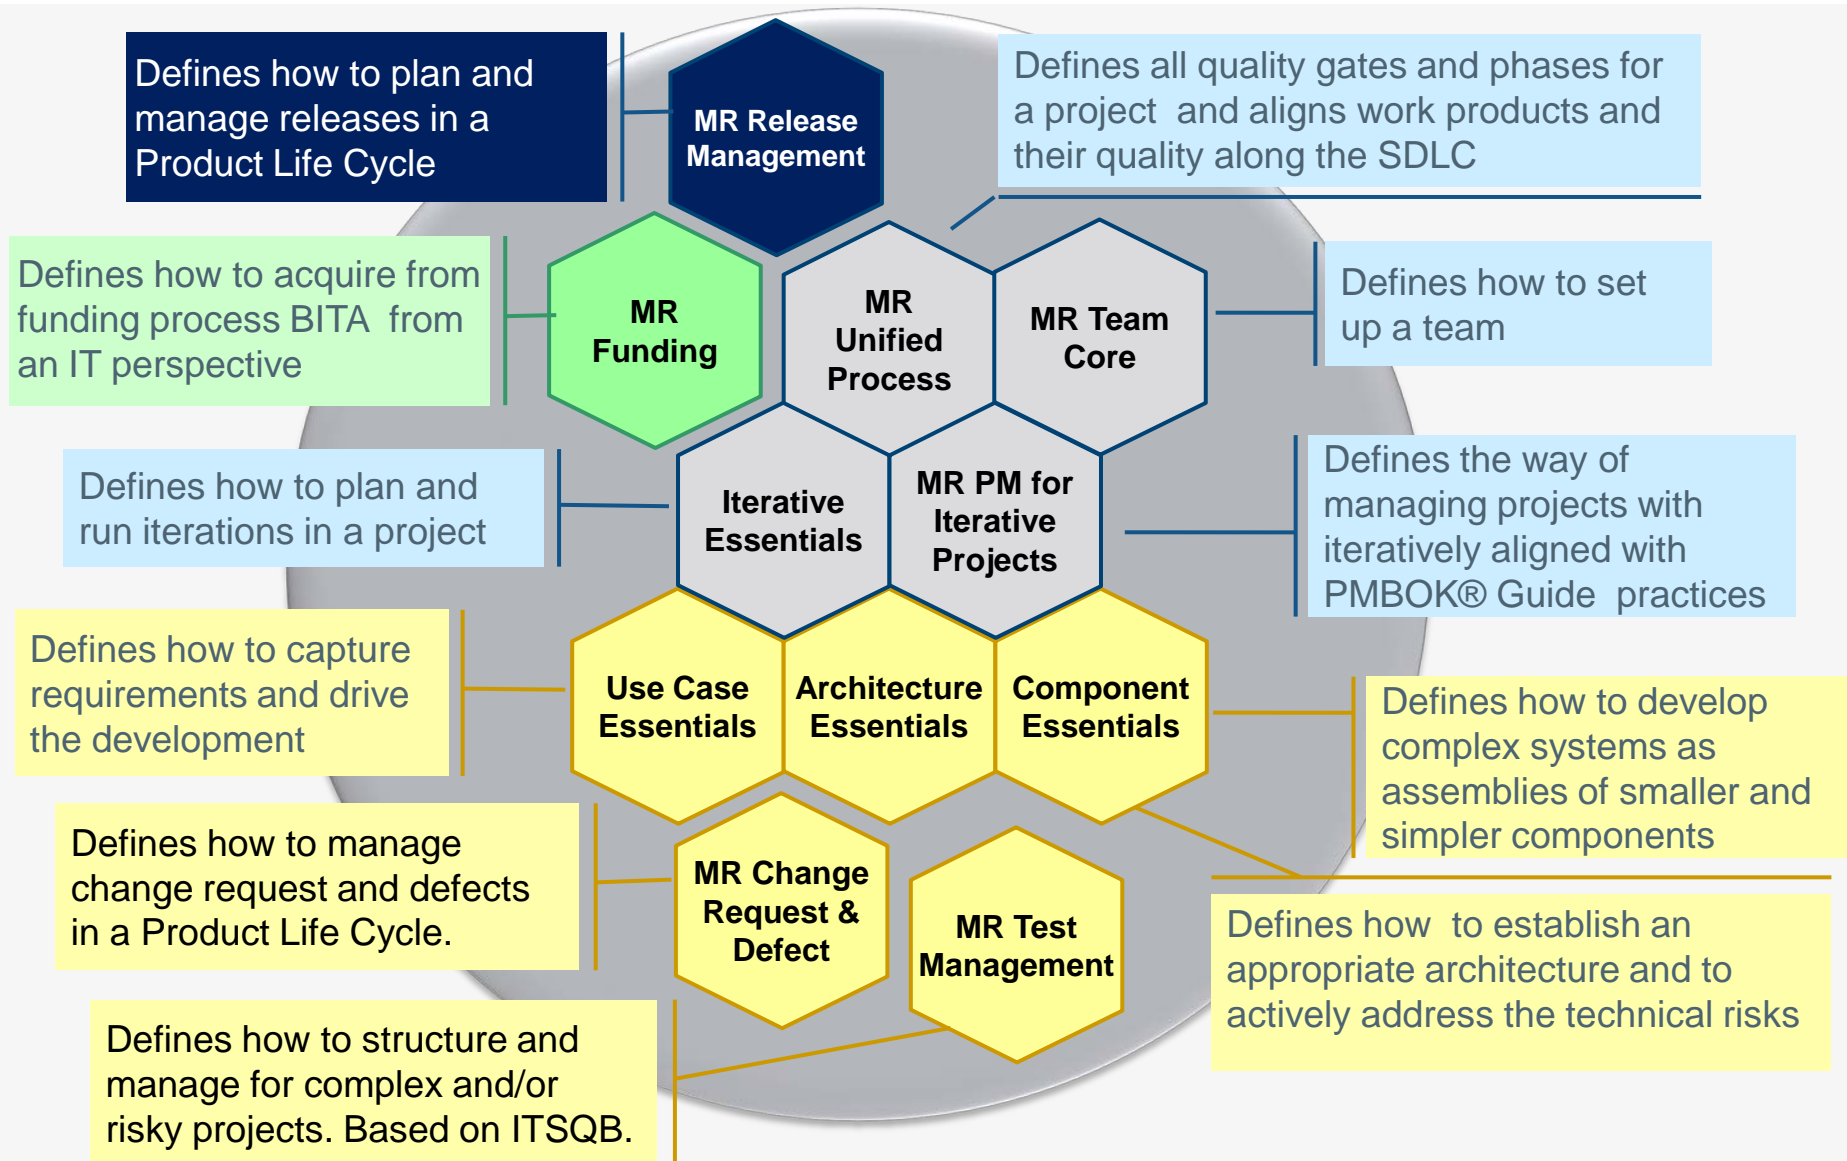 Defines how to plan and
manage releases in a
Product Life Cycle
MR Release
Management
Defines all quality gates and phases for
a project and aligns work products and
their quality along the SDLC
Defines how to acquire from
funding process BITA from
an IT perspective
MR
Funding
MR
Unified
Process
MR Team
Core
Defines how to set
up a team
Defines how to plan and
run iterations in a project
Iterative
Essentials
MR PM for
Iterative
Projects
Defines the way of
managing projects with
iteratively aligned with
PMBOK® Guide practices
Defines how to capture
requirements and drive
the development
Use Case
Essentials
Architecture
Essentials
Component
Essentials
Defines how to develop
complex systems as
assemblies of smaller and
simpler components
Defines how to manage
change request and defects
in a Product Life Cycle.
MR Change
Request &
Defect
MR Test
Management
Defines how to establish an
appropriate architecture and to
actively address the technical risks
Defines how to structure and
manage for complex and/or
risky projects. Based on ITSQB.